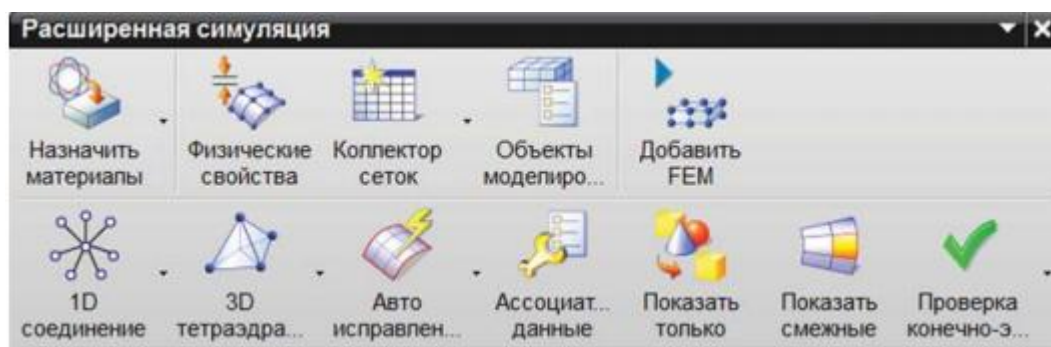 Расширенная симуляция
Назначить
материалы
Физические
свойства
Коллектор
сеток
Объекты
моделиро...
Добавить
FEM
1D
соединение
3D
тетраэдра...
Авто
исправлен...
Ассоциат...
данные
Показать
только
Показать
смежные
Проверка
конечно-э...